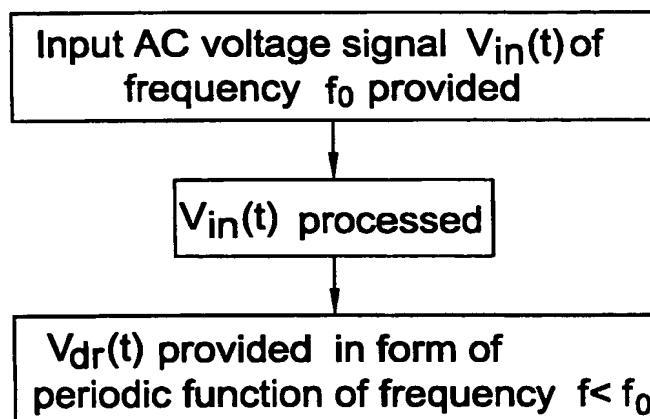 Input AC voltage signal Vin(t) of
frequency f0 provided
Vin(t) processed
Vdr(t) provided in form of
periodic function of frequency f< f0